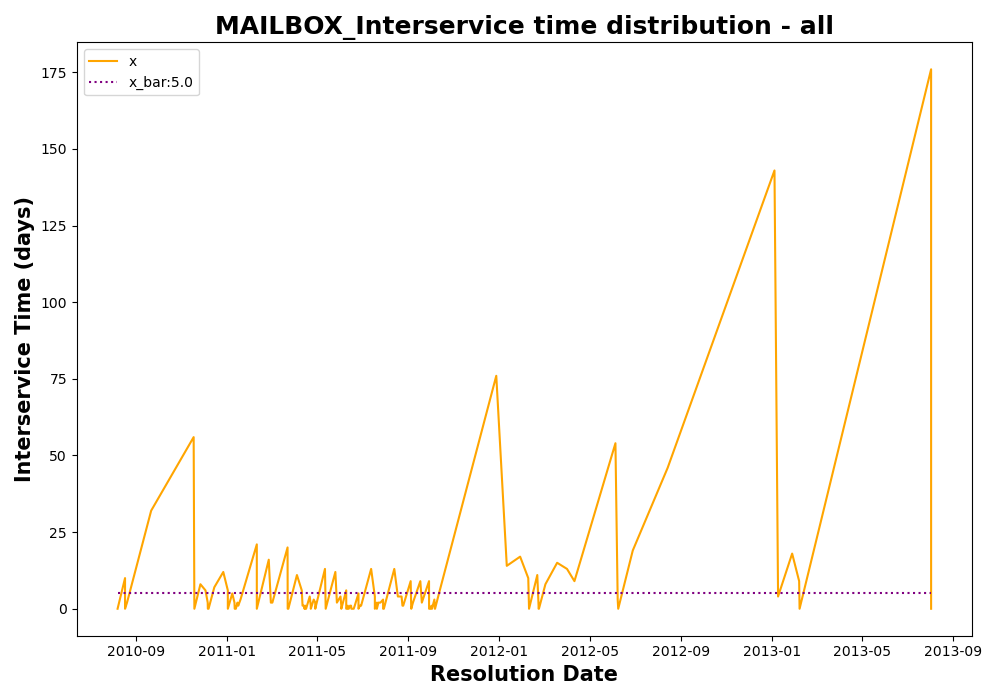 MAILBOX_Interservice time distribution - all
x
x_bar:5.0
Interservice Time (days)
175
150
125
100
75
50
25
0
2010-09 2011-01 2011-05 2011-09 2012-01 2012-05 2012-09 2013-01 2013-05 2013-09
Resolution Date